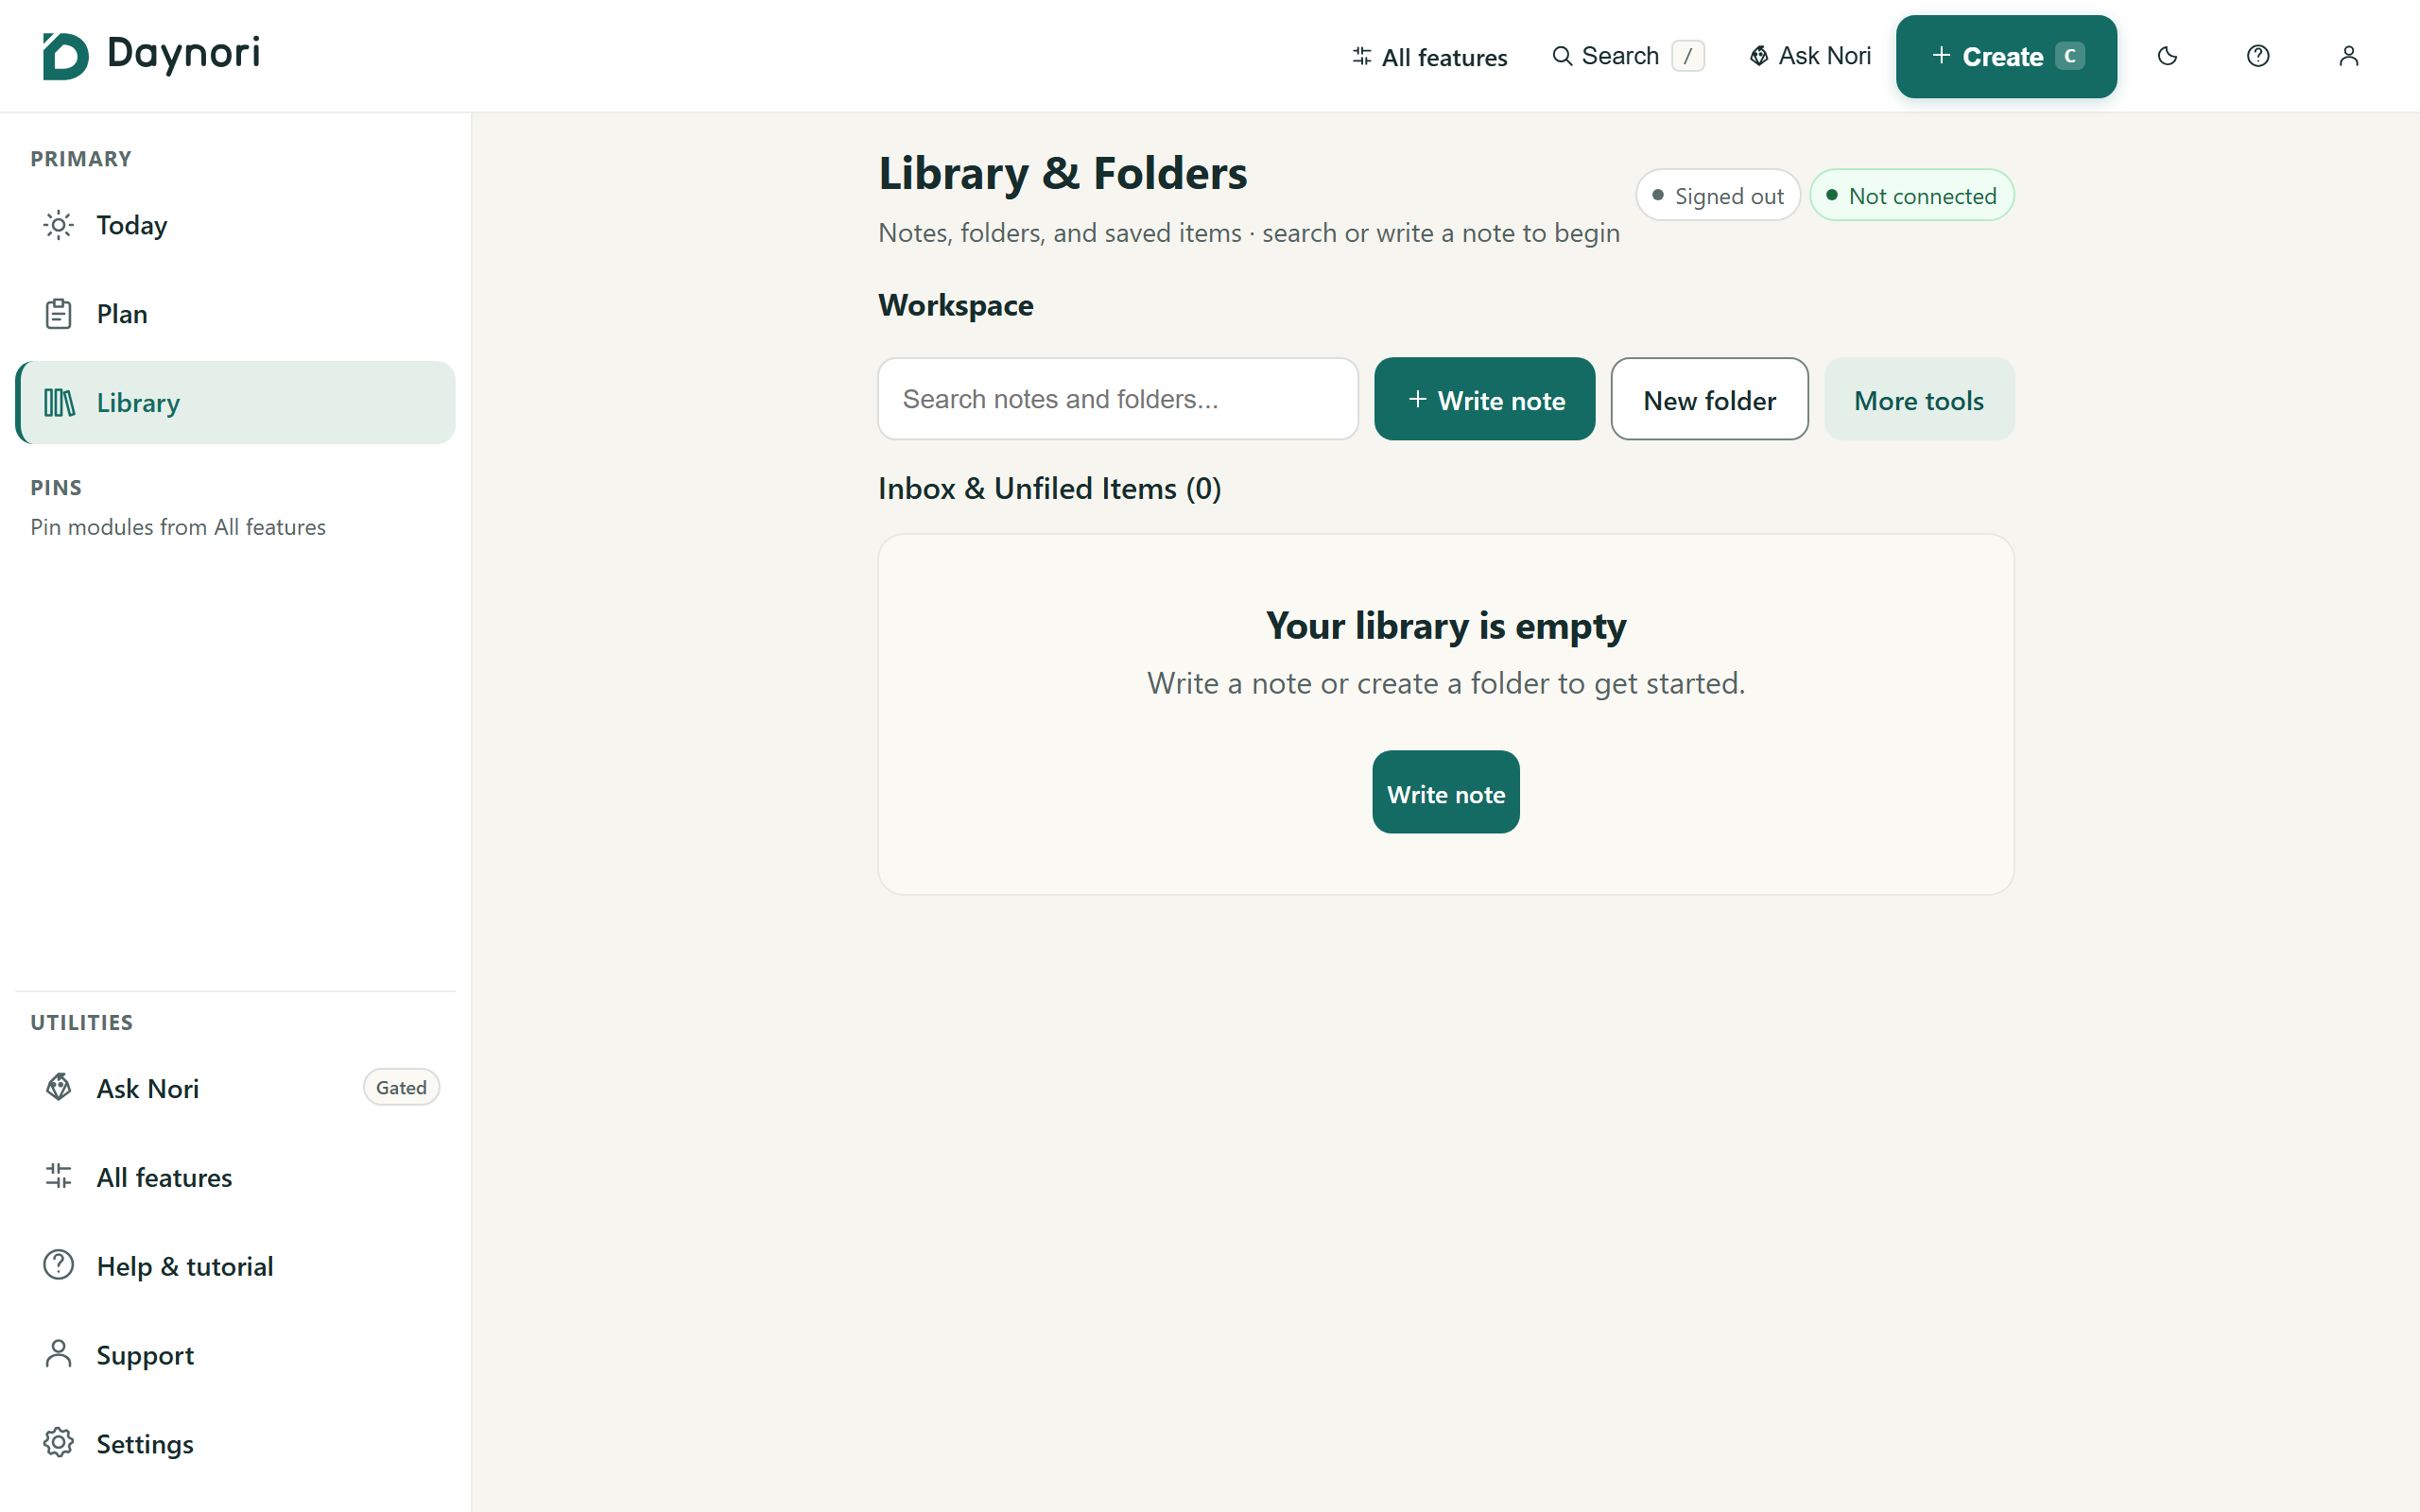 Daynori
All features
Search /
Ask Nori
+ Create C
PRIMARY
Today
Plan
Library
PINS
Pin modules from All features
UTILITIES
Ask Nori Gated
All features
Help & tutorial
Support
Settings
Library & Folders
Notes, folders, and saved items · search or write a note to begin
Signed out
Not connected
Workspace
Search notes and folders...
+ Write note
New folder
More tools
Inbox & Unfiled Items (0)
Your library is empty
Write a note or create a folder to get started.
Write note